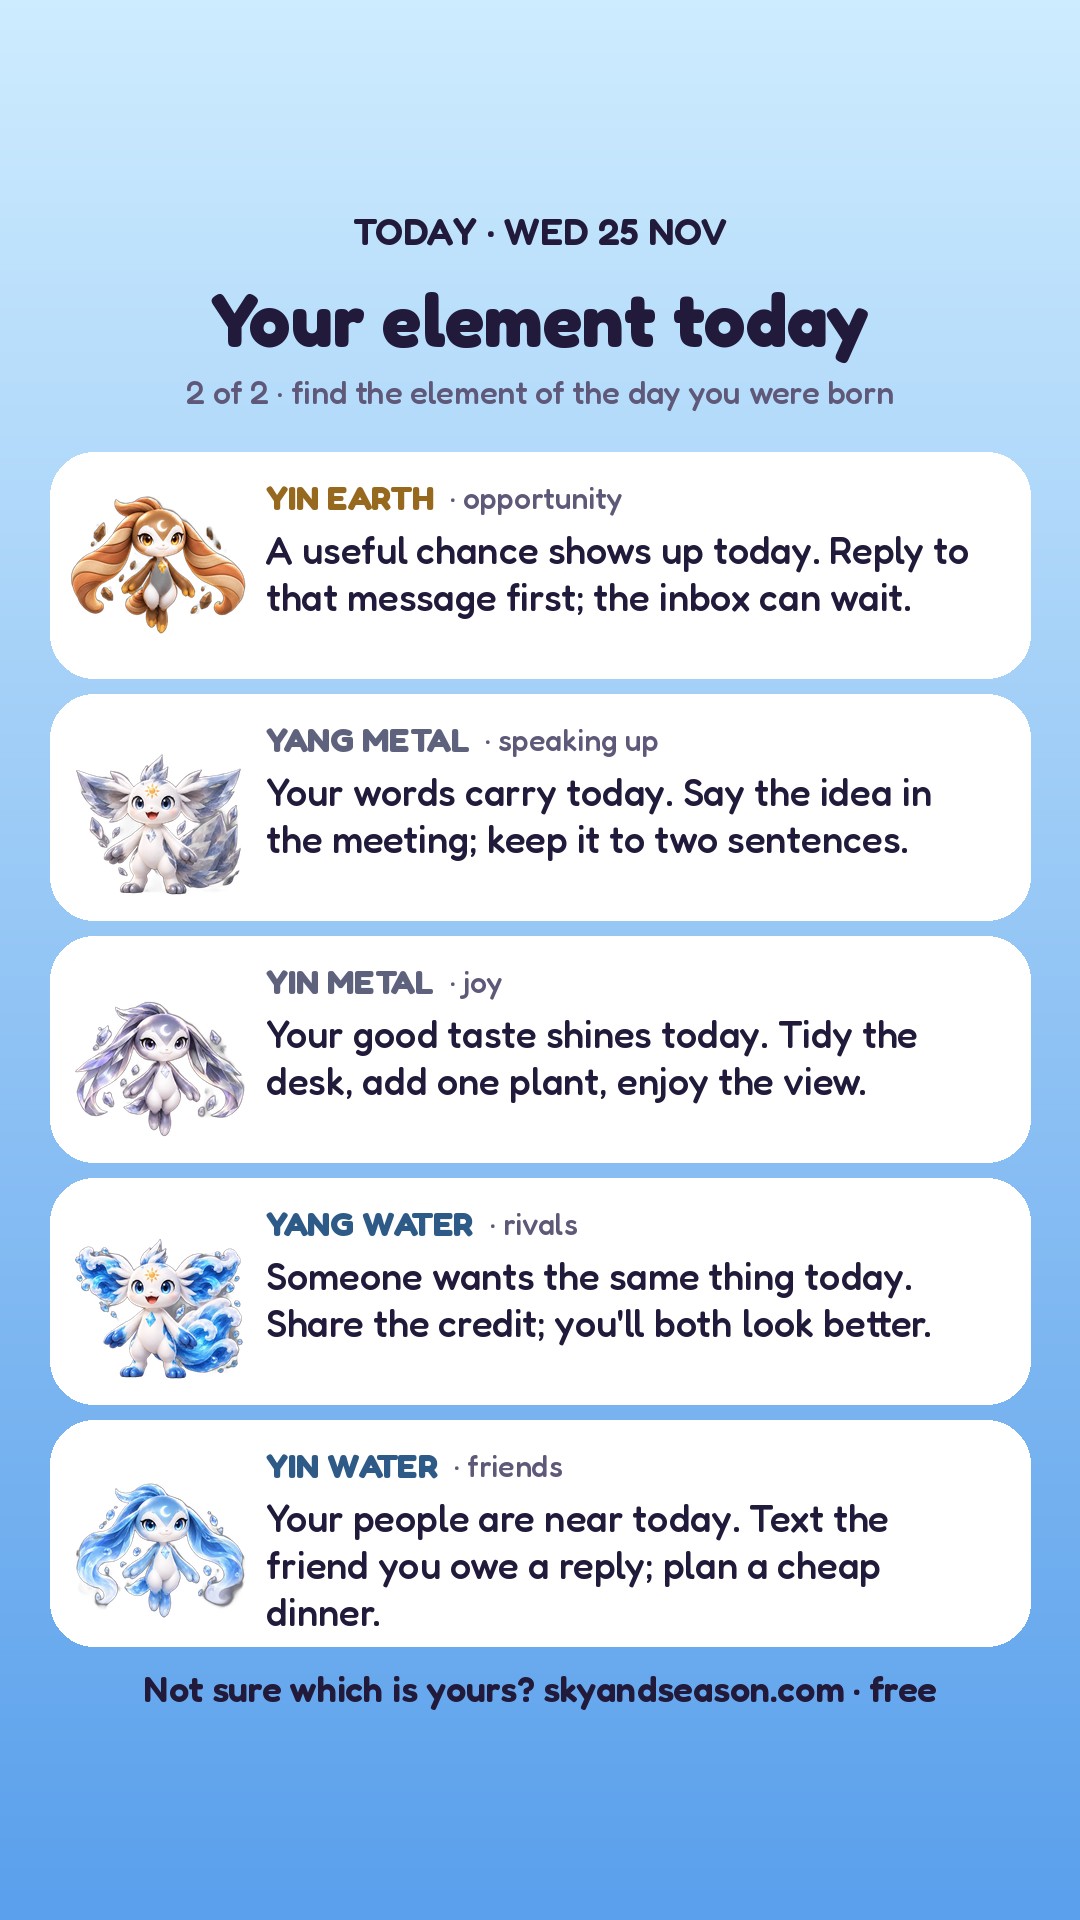 TODAY · WED 25 NOV
Your element today
2 of 2 · find the element of the day you were born
YIN EARTH · opportunity
A useful chance shows up today. Reply to
that message first; the inbox can wait.
YANG METAL · speaking up
Your words carry today. Say the idea in
the meeting; keep it to two sentences.
YIN METAL · joy
Your good taste shines today. Tidy the
desk, add one plant, enjoy the view.
YANG WATER · rivals
Someone wants the same thing today.
Share the credit; you'll both look better.
YIN WATER · friends
Your people are near today. Text the
friend you owe a reply; plan a cheap
dinner.
Not sure which is yours? skyandseason.com · free